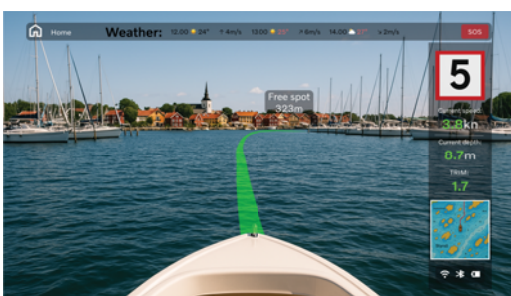 Home
Weather: 12.00 24° ↑ 4m/s 13.00 ↗ 6m/s 14.00 > 2m/s
SOS
5
Free spot
323m
Current speed:
3.8kn
Current depth:
0.7m
TRIM:
1.7